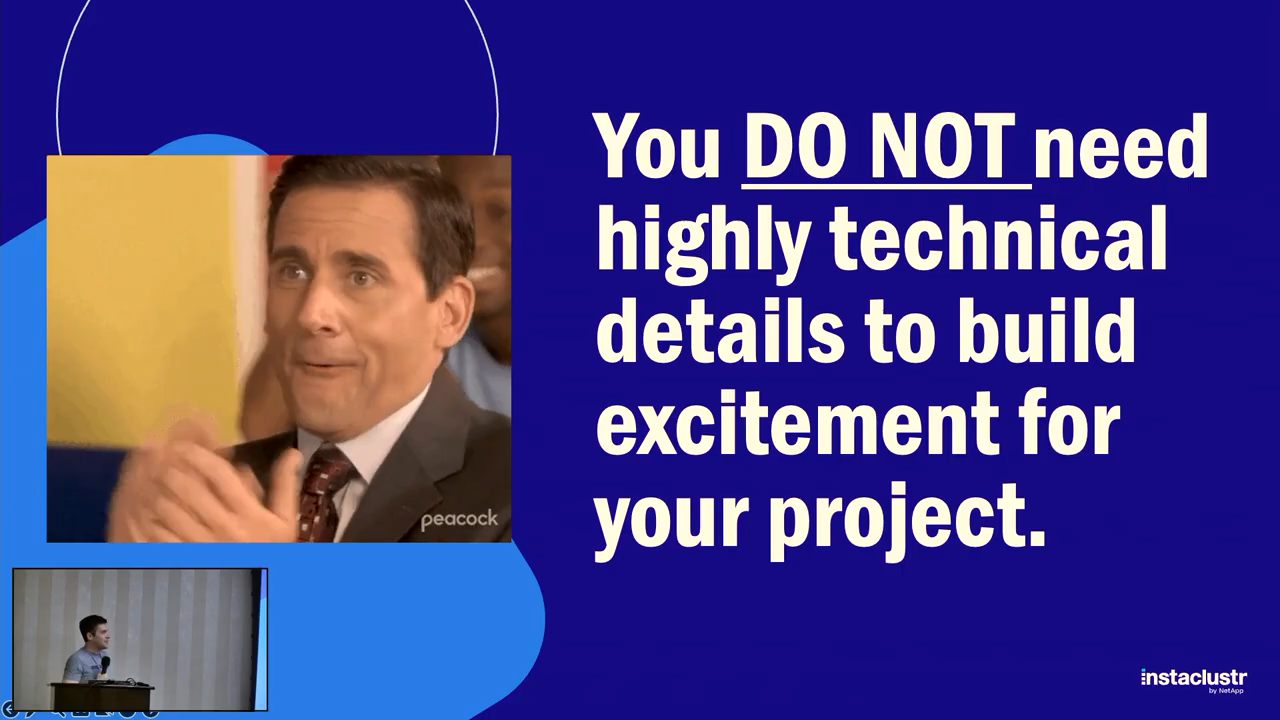 You DO NOT need
highly technical
details to build
excitement for
your project.
peacock
instaclustr
by NetApp